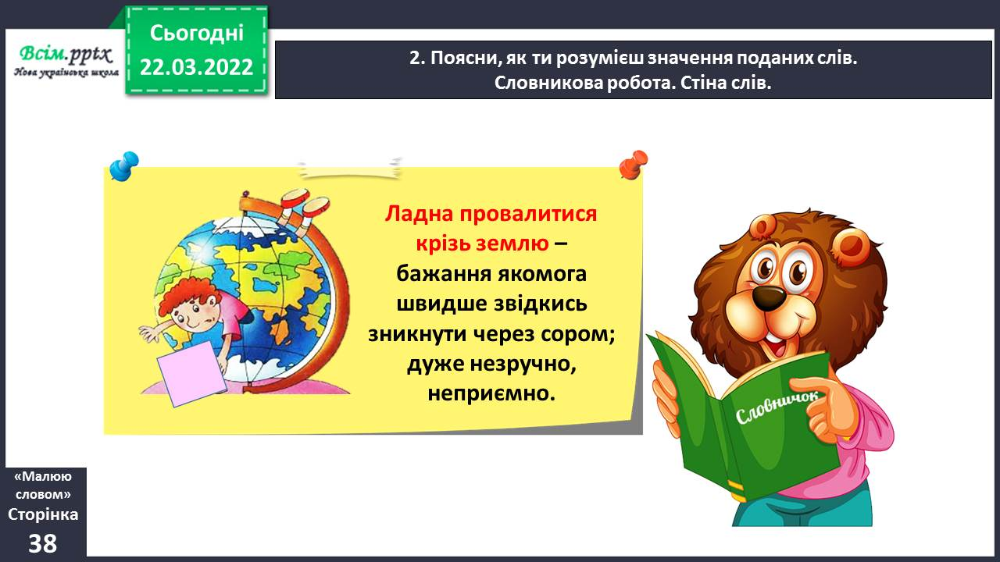 Всім.pptx
Нова українська школа
Сьогодні
22.03.2022
2. Поясни, як ти розумієш значення поданих слів.
Словникова робота. Стіна слів.
Ладна провалитися
крізь землю –
бажання якомога
швидше звідкись
зникнути через сором;
дуже незручно,
неприємно.
Словничок
«Малюю
словом»
Сторінка
38